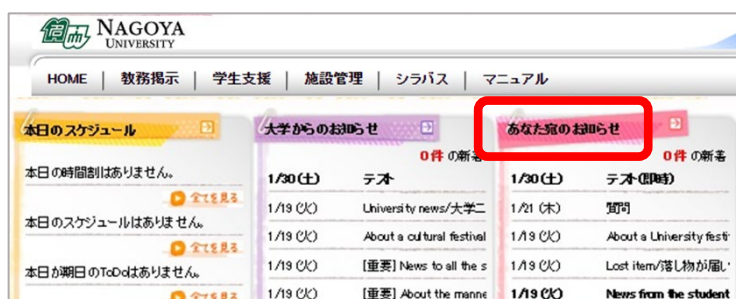 NAGOYA
UNIVERSITY
HOME | 教務掲示 | 学生支援 | 施設管理 | シラバス | マニュアル
本日のスケジュール
本日の時間割はありません。
全てを見る
本日のスケジュールはありません。
全てを見る
本日が期日のToDoはありません。
全てを見る
大学からのお知らせ
0件 の新着
1/30(土) テスト
1/19 (火) University news/大学ニ
1/19 (火) About a cultural festival
1/19 (火) [重要] News to all the s
1/19 (火) [重要] About the manne
あなた宛のお知らせ
0件 の新着
1/30(土) テスト(即時)
1/21 (木) 質問
1/19 (火) About a University festi
1/19 (火) Lost item/落し物が届い
1/19 (火) News from the student